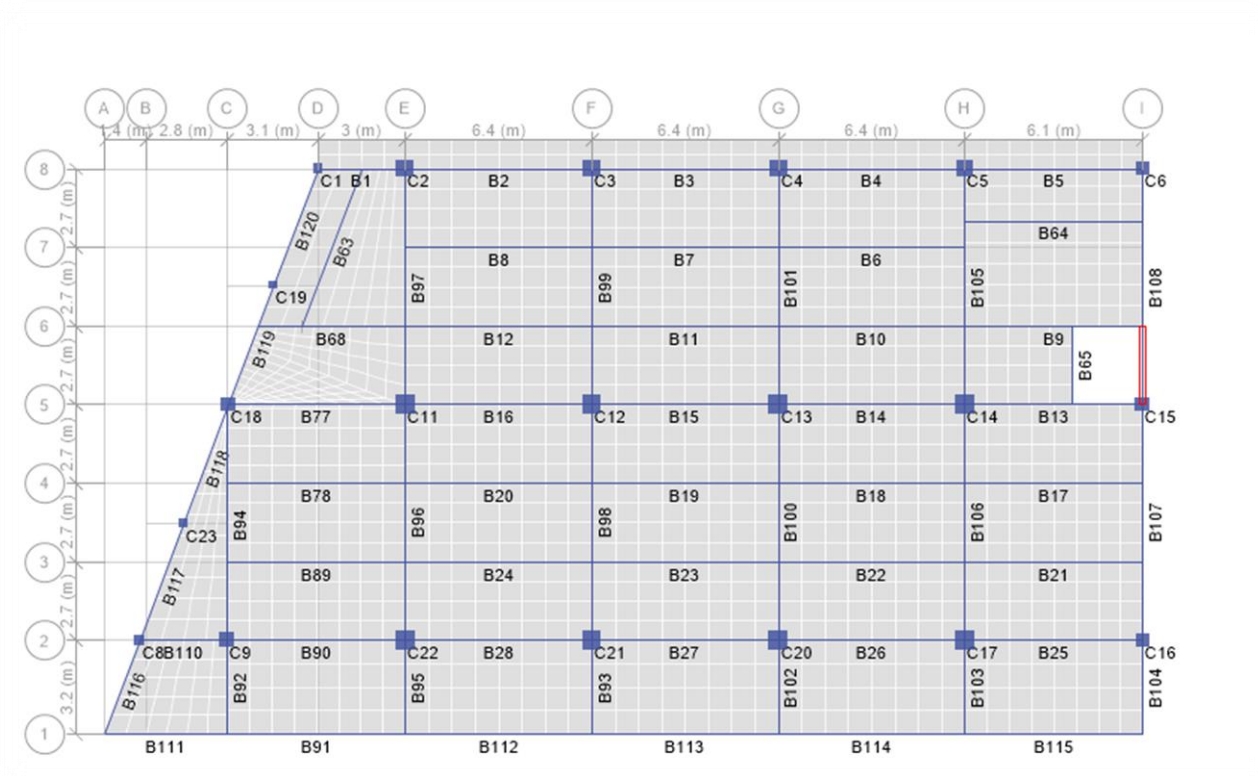 A B C D E F G H I
1.4 (m) 2.8 (m) 3.1 (m) 3 (m) 6.4 (m) 6.4 (m) 6.4 (m) 6.1 (m)
8
C1 B1 C2 B2 C3 B3 C4 B4 C5 B5 C6
2.7 (m)
B120 B63 B64
7
B8 B7 B6
2.7 (m)
B97 B99 B101 B105 B108
C19
6
B119 B68 B12 B11 B10 B9
2.7 (m)
B65
5
C18 B77 C11 B16 C12 B15 C13 B14 C14 B13 C15
2.7 (m)
B118
4
B78 B20 B19 B18 B17
2.7 (m)
B94 B96 B98 B100 B106 B107
C23
3
B117 B89 B24 B23 B22 B21
2.7 (m)
2
C8 B110 C9 B90 C22 B28 C21 B27 C20 B26 C17 B25 C16
3.2 (m)
B116 B92 B95 B93 B102 B103 B104
1
B111 B91 B112 B113 B114 B115